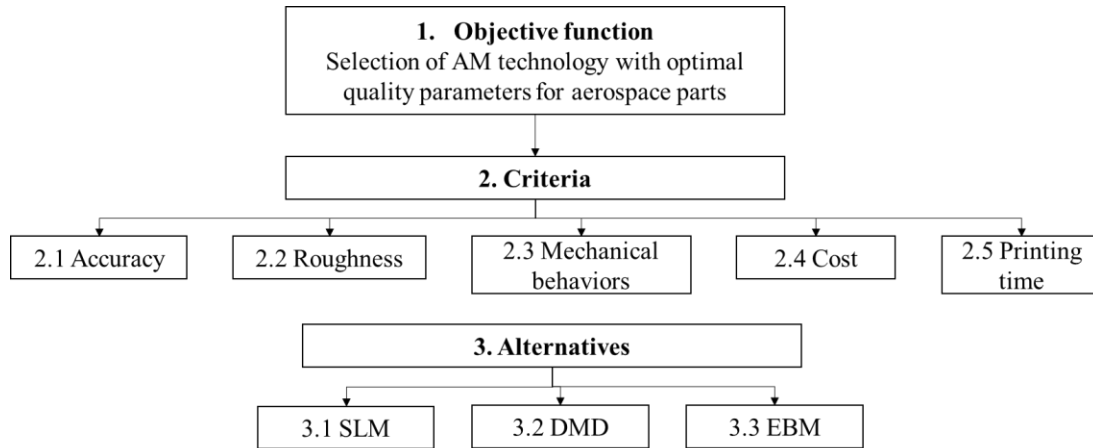 1. Objective function
Selection of AM technology with optimal
quality parameters for aerospace parts
2. Criteria
2.1 Accuracy
2.2 Roughness
2.3 Mechanical
behaviors
2.4 Cost
2.5 Printing
time
3. Alternatives
3.1 SLM
3.2 DMD
3.3 EBM